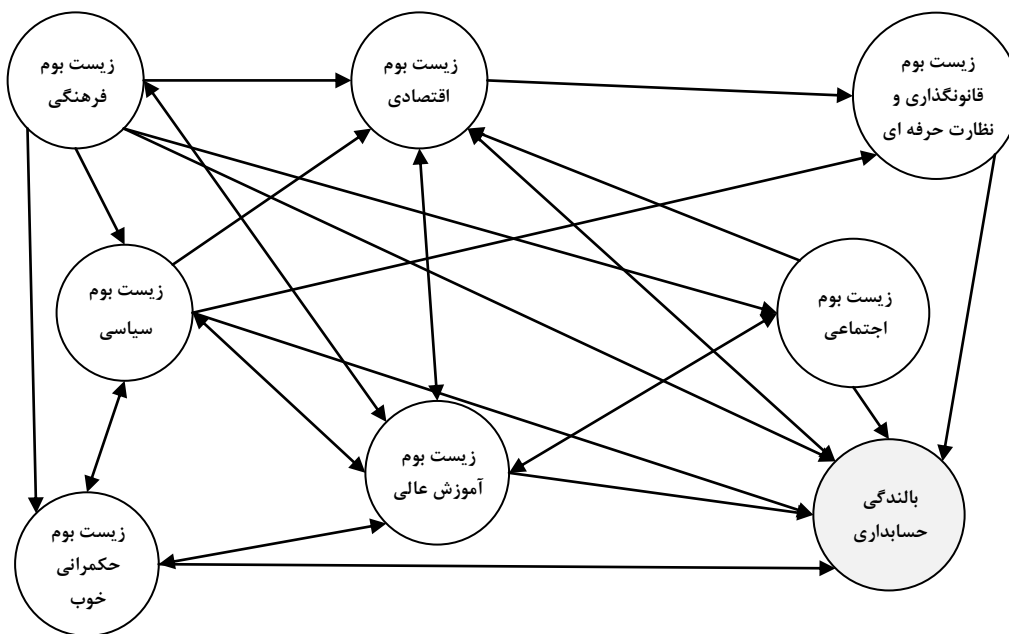 زیست بوم
قانونگذاری و
نظارت حرفه ای
زیست بوم
اقتصادی
زیست بوم
فرهنگی
زیست بوم
اجتماعی
زیست بوم
سیاسی
زیست بوم
آموزش عالی
بالندگی
حسابداری
زیست بوم
حکمرانی
خوب